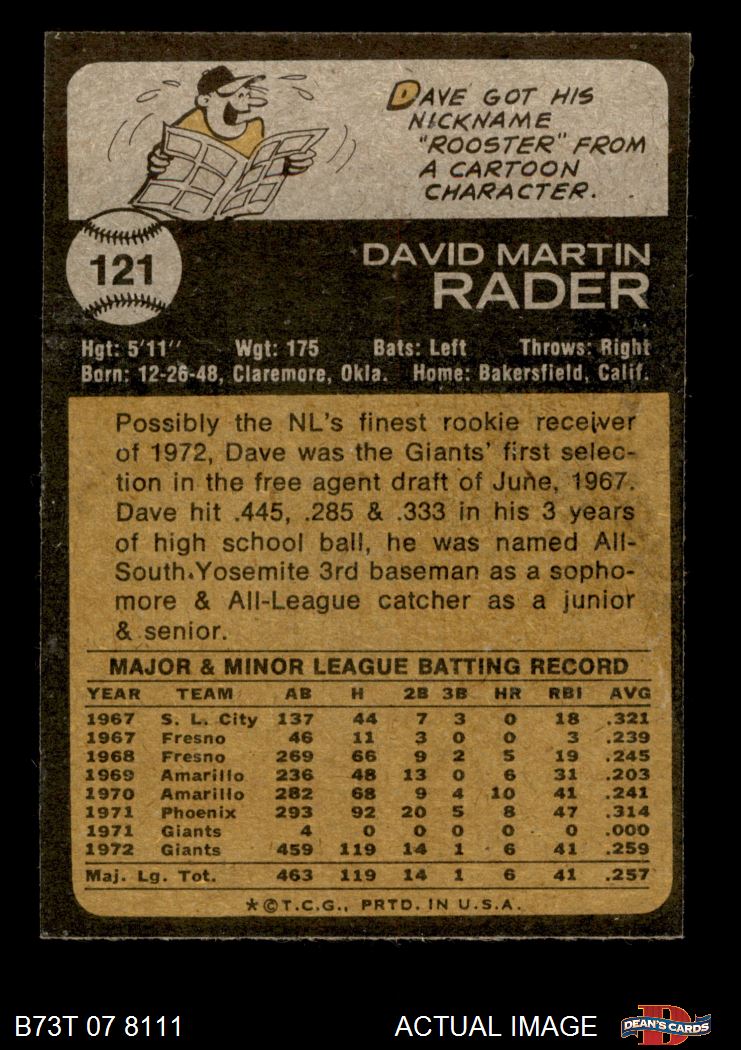 DAVE GOT HIS
NICKNAME
"ROOSTER" FROM
A CARTOON
CHARACTER.
121
DAVID MARTIN
RADER
Hgt: 5'11" Wgt: 175 Bats: Left Throws: Right
Born: 12-26-48, Claremore, Okla. Home: Bakersfield, Calif.
Possibly the NL's finest rookie receiver
of 1972, Dave was the Giants' first selec-
tion in the free agent draft of June, 1967.
Dave hit .445, .285 & .333 in his 3 years
of high school ball, he was named All-
South Yosemite 3rd baseman as a sopho-
more & All-League catcher as a junior
& senior.
MAJOR & MINOR LEAGUE BATTING RECORD
YEAR TEAM AB H 2B 3B HR RBI AVG
1967 S. L. City 137 44 7 3 0 18 .321
1967 Fresno 46 11 3 0 0 3 .239
1968 Fresno 269 66 9 2 5 19 .245
1969 Amarillo 236 48 13 0 6 31 .203
1970 Amarillo 282 68 9 4 10 41 .241
1971 Phoenix 293 92 20 5 8 47 .314
1971 Giants 4 0 0 0 0 0 .000
1972 Giants 459 119 14 1 6 41 .259
Maj. Lg. Tot. 463 119 14 1 6 41 .257
*©T.C.G., PRTD. IN U.S.A.
B73T 07 8111 ACTUAL IMAGE
D
DEAN'S CARDS